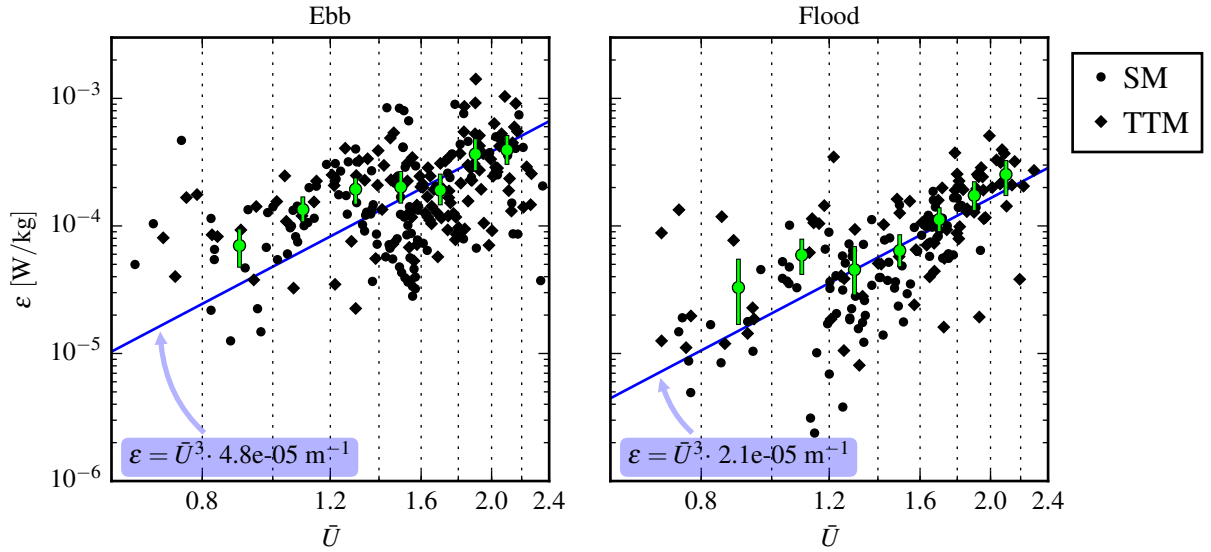 Ebb
Flood
SM
TTM
10⁻³
10⁻⁴
10⁻⁵
10⁻⁶
ε [W/kg]
ε = Ū³ · 4.8e-05 m⁻¹
ε = Ū³ · 2.1e-05 m⁻¹
0.8 1.2 1.6 2.0 2.4
0.8 1.2 1.6 2.0 2.4
Ū
Ū